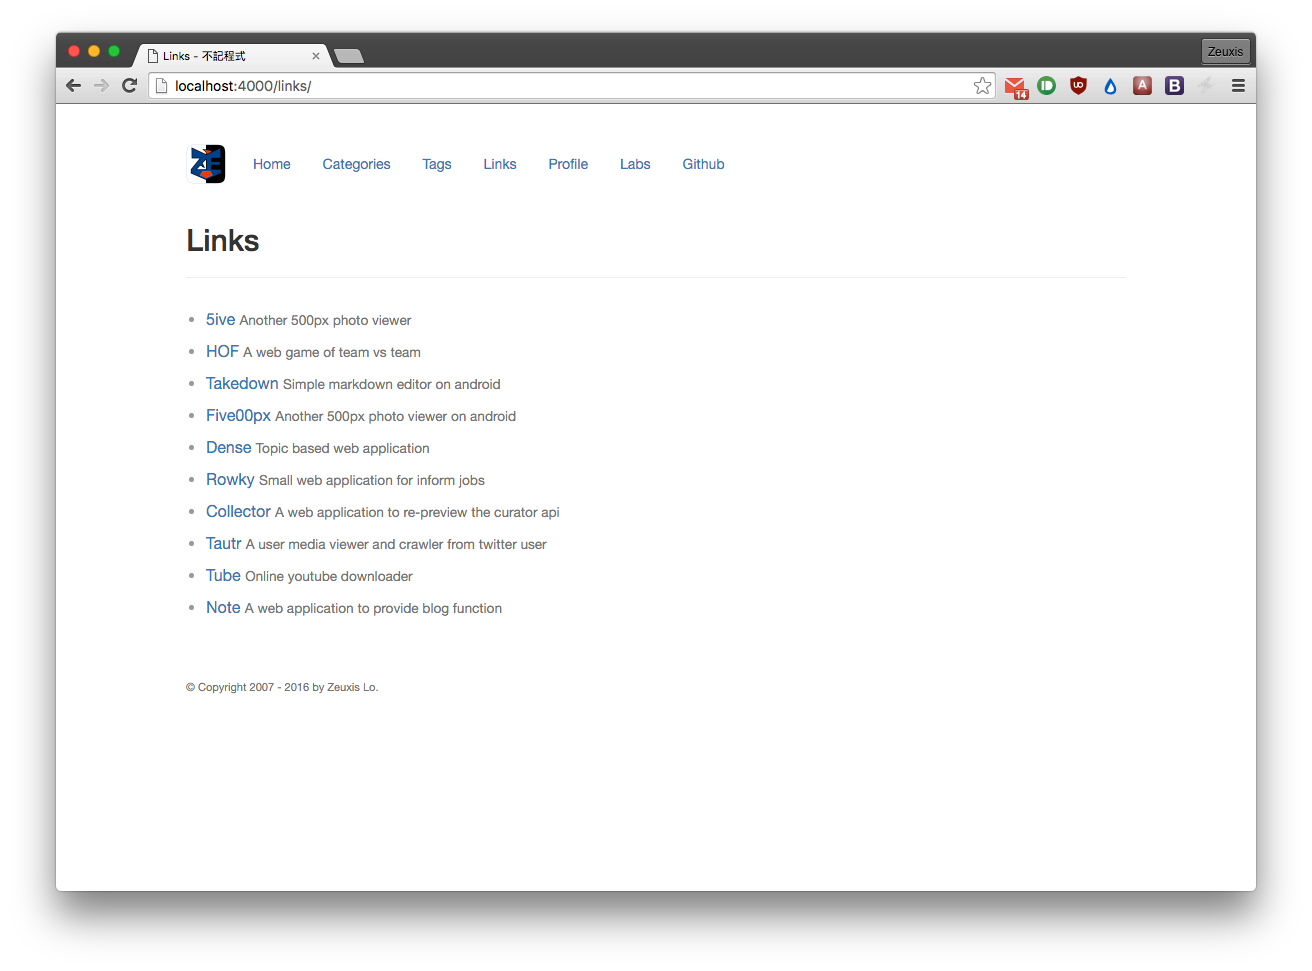 Links - 不記程式
Zeuxis
localhost:4000/links/
14
A
B
ZE
Home Categories Tags Links Profile Labs Github
Links
5ive Another 500px photo viewer
HOF A web game of team vs team
Takedown Simple markdown editor on android
Five00px Another 500px photo viewer on android
Dense Topic based web application
Rowky Small web application for inform jobs
Collector A web application to re-preview the curator api
Tautr A user media viewer and crawler from twitter user
Tube Online youtube downloader
Note A web application to provide blog function
© Copyright 2007 - 2016 by Zeuxis Lo.